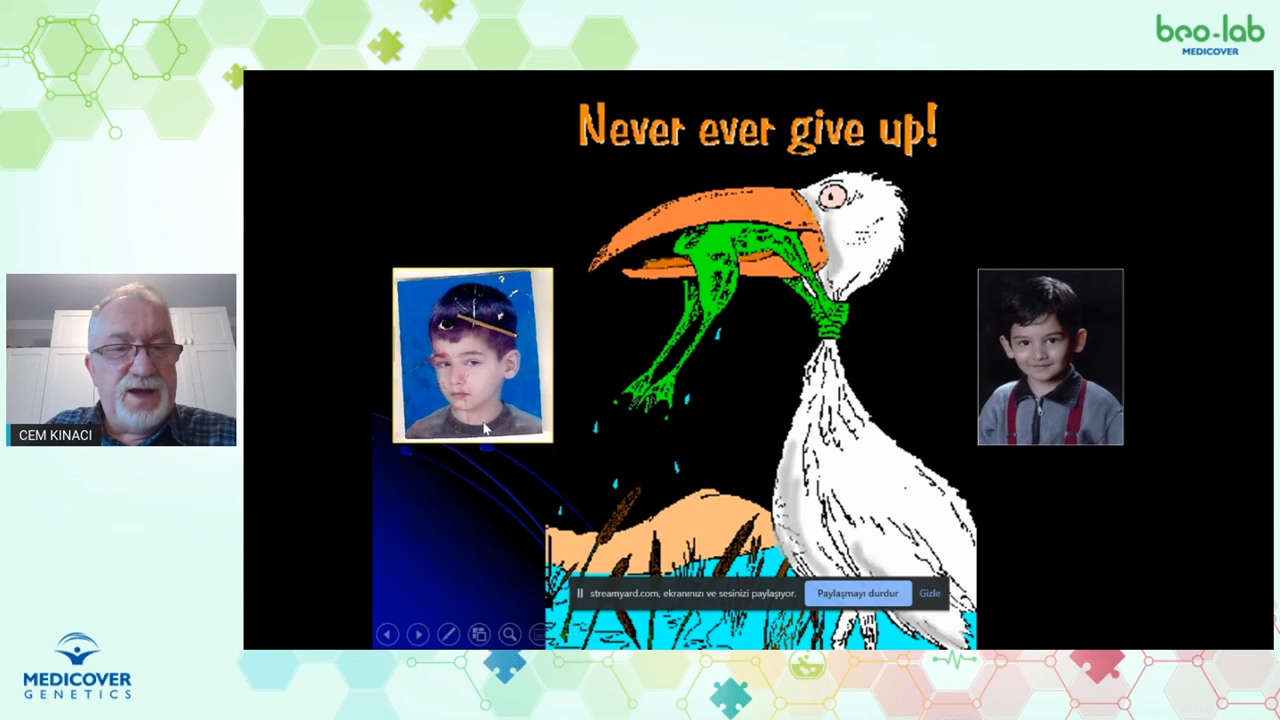 beo-lab
MEDICOVER
Never ever give up!
CEM KINACI
streamyard.com, ekranınızı ve sesinizi paylaşıyor. Paylaşmayı durdur Gizle
MEDICOVER
GENETICS